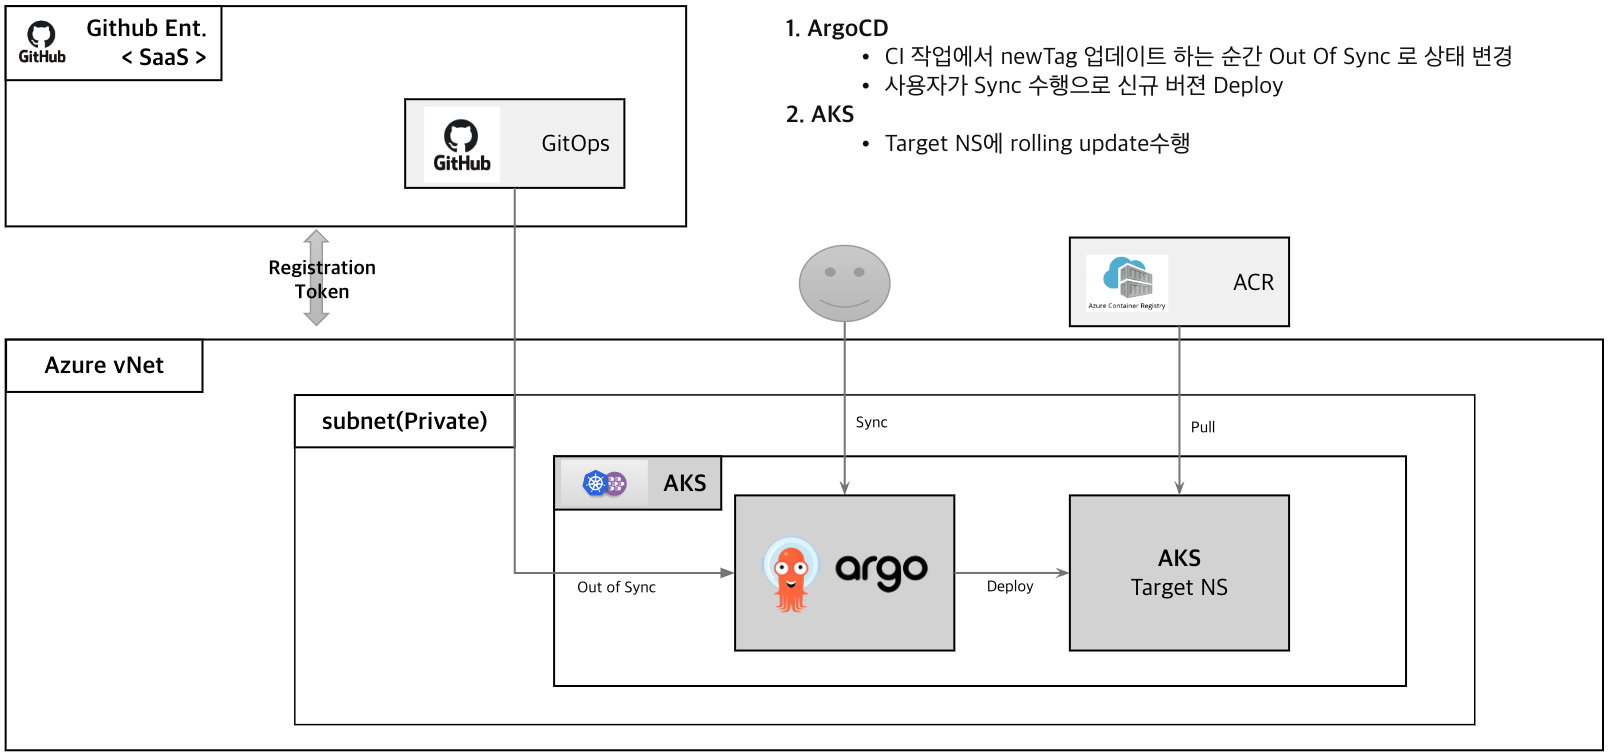 GitHub
Github Ent.
< SaaS >
GitHub
GitOps
1. ArgoCD
• CI 작업에서 newTag 업데이트 하는 순간 Out Of Sync 로 상태 변경
• 사용자가 Sync 수행으로 신규 버젼 Deploy
2. AKS
• Target NS에 rolling update수행
Registration
Token
Azure Container Registry
ACR
Azure vNet
subnet(Private)
Sync
Pull
AKS
argo
Out of Sync
Deploy
AKS
Target NS